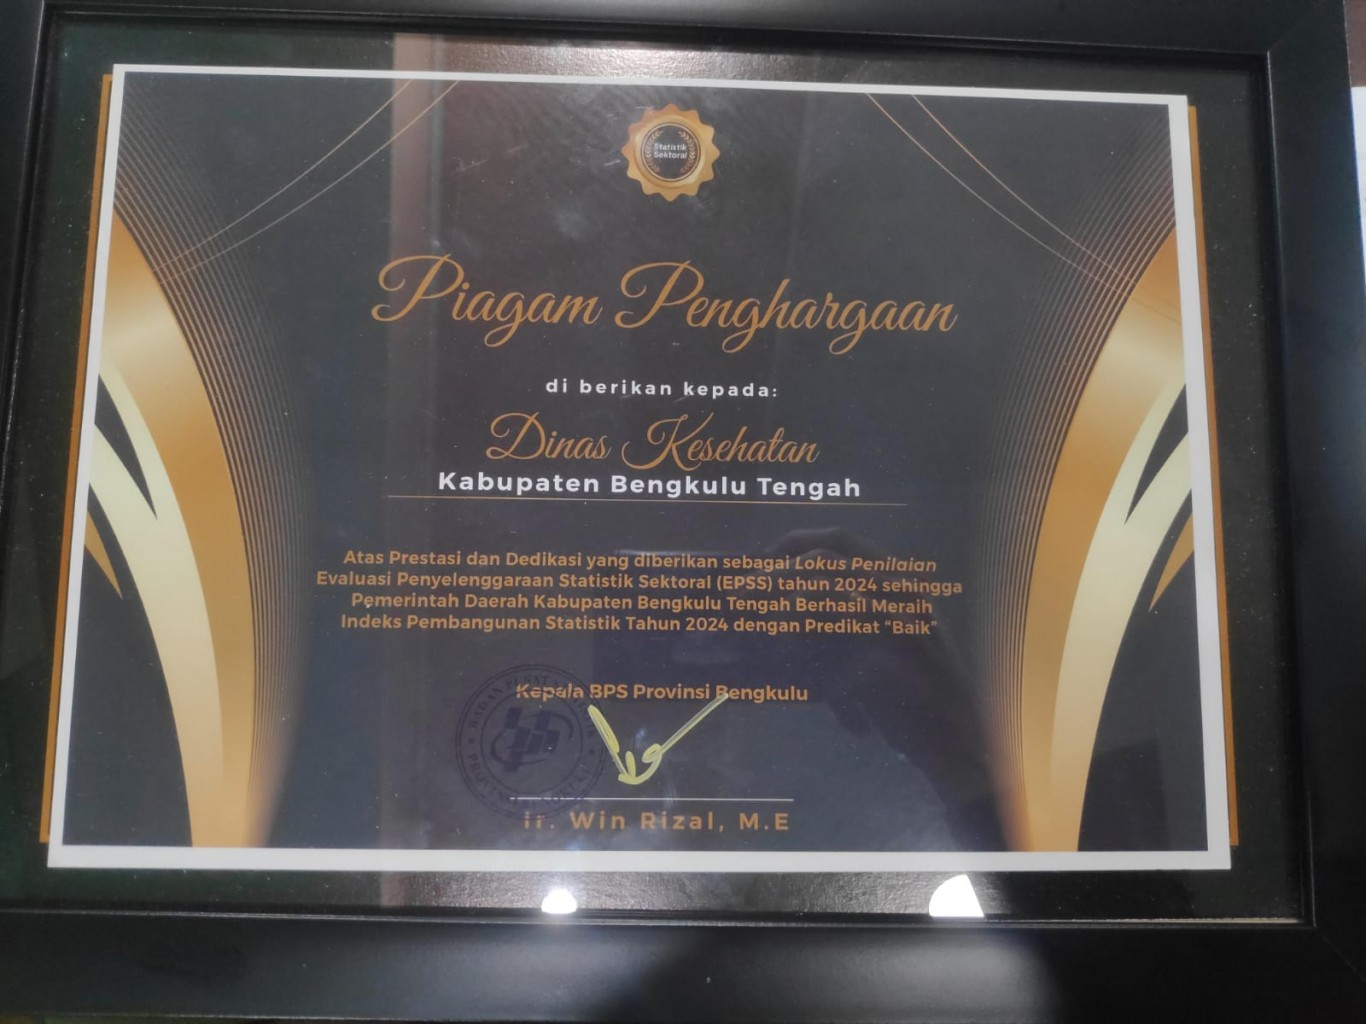 Statistik
Sektoral
Piagam Penghargaan
di berikan kepada:
Dinas Kesehatan
Kabupaten Bengkulu Tengah
Atas Prestasi dan Dedikasi yang diberikan sebagai Lokus Penilaian
Evaluasi Penyelenggaraan Statistik Sektoral (EPSS) tahun 2024 sehingga
Pemerintah Daerah Kabupaten Bengkulu Tengah Berhasil Meraih
Indeks Pembangunan Statistik Tahun 2024 dengan Predikat “Baik”
Kepala BPS Provinsi Bengkulu
BADAN PUSAT
Ir. Win Rizal, M.E